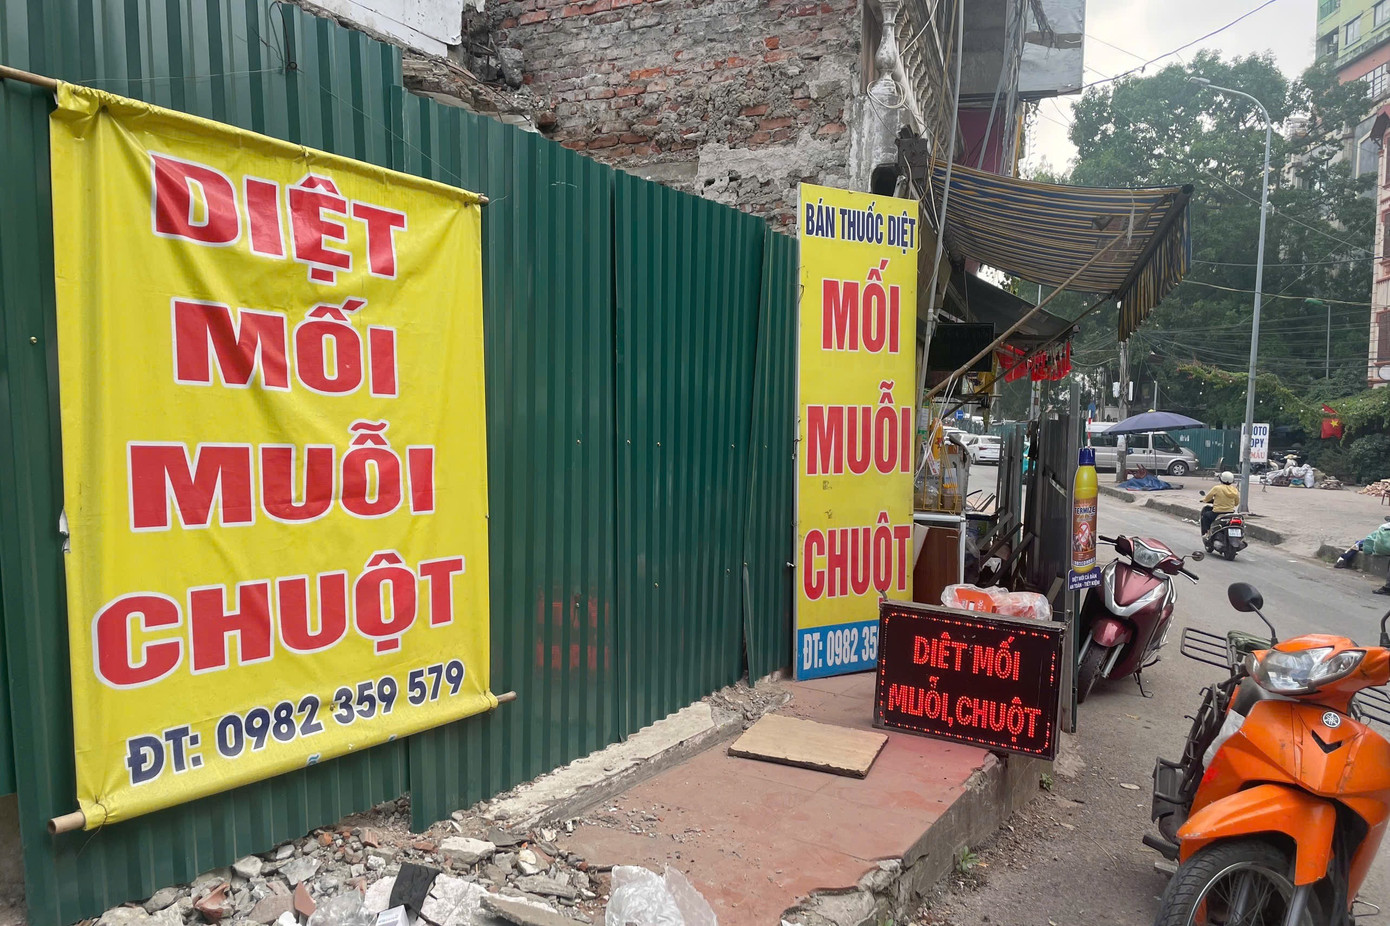 DIỆT
MỐI
MUỖI
CHUỘT
ĐT: 0982 359 579
BÁN THUỐC DIỆT
MỐI
MUỖI
CHUỘT
ĐT: 0982 35
DIỆT MỐI
MUỖI, CHUỘT